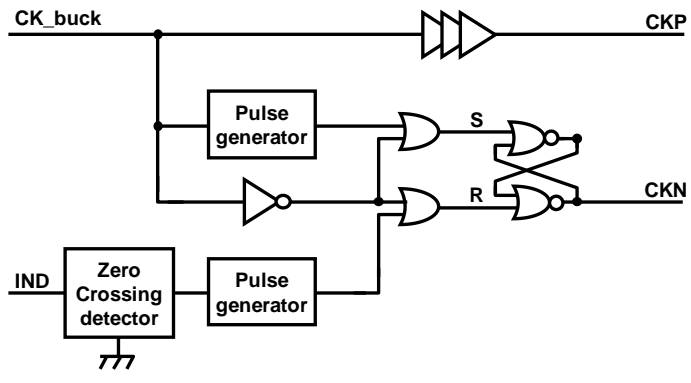 CK_buck
CKP
Pulse
generator
S
R
CKN
IND
Zero
Crossing
detector
Pulse
generator